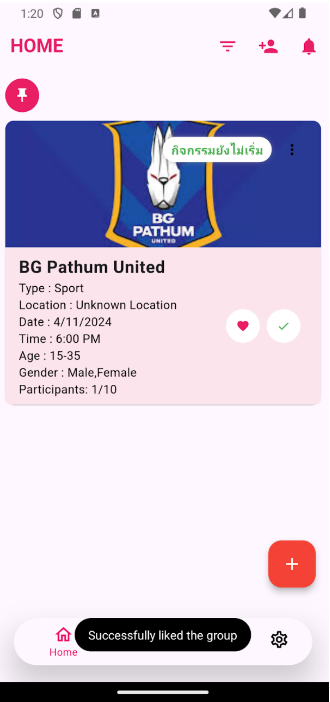 1:20
HOME
กิจกรรมยังไม่เริ่ม
BG
PATHUM
UNITED
BG Pathum United
Type : Sport
Location : Unknown Location
Date : 4/11/2024
Time : 6:00 PM
Age : 15-35
Gender : Male,Female
Participants: 1/10
Successfully liked the group
Home